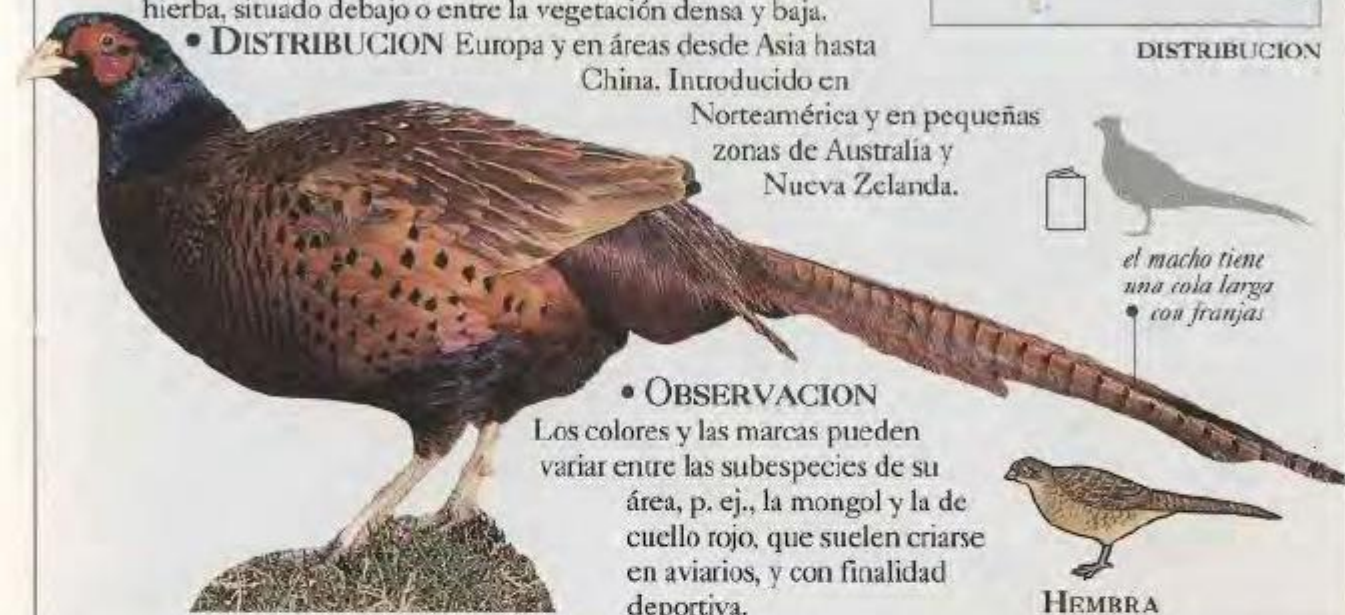 hierba, situado debajo o entre la vegetación densa y baja.
• DISTRIBUCION Europa y en áreas desde Asia hasta
China. Introducido en
Norteamérica y en pequeñas
zonas de Australia y
Nueva Zelanda.
DISTRIBUCION
el macho tiene
una cola larga
con franjas
• OBSERVACION
Los colores y las marcas pueden
variar entre las subespecies de su
área, p. ej., la mongol y la de
cuello rojo, que suelen criarse
en aviarios, y con finalidad
deportiva.
HEMBRA